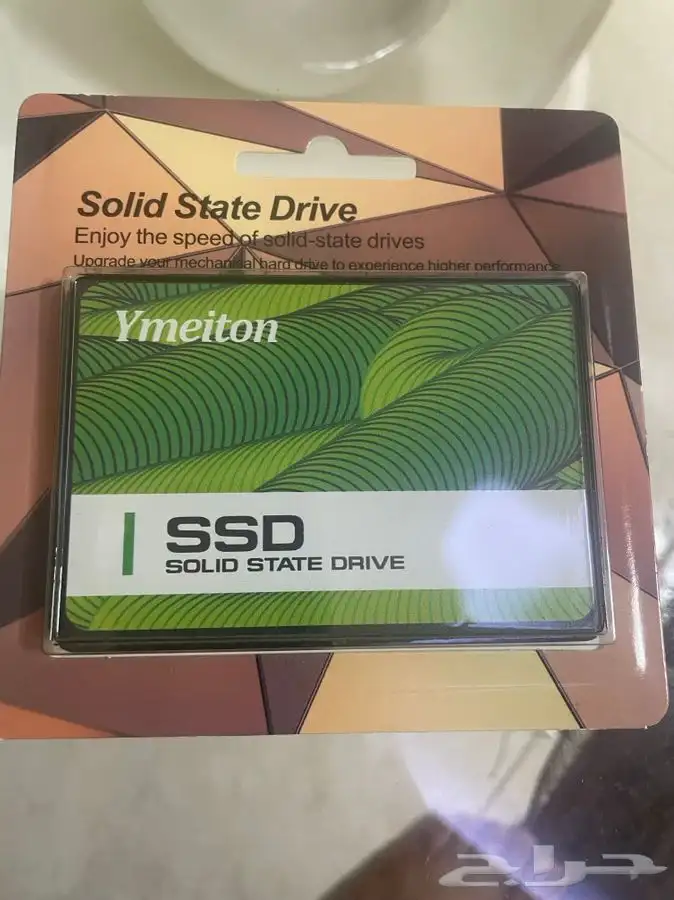 Solid State Drive
Enjoy the speed of solid-state drives
Upgrade your mechanical hard drive to experience higher performance
Ymeiton
SSD
SOLID STATE DRIVE
حراج